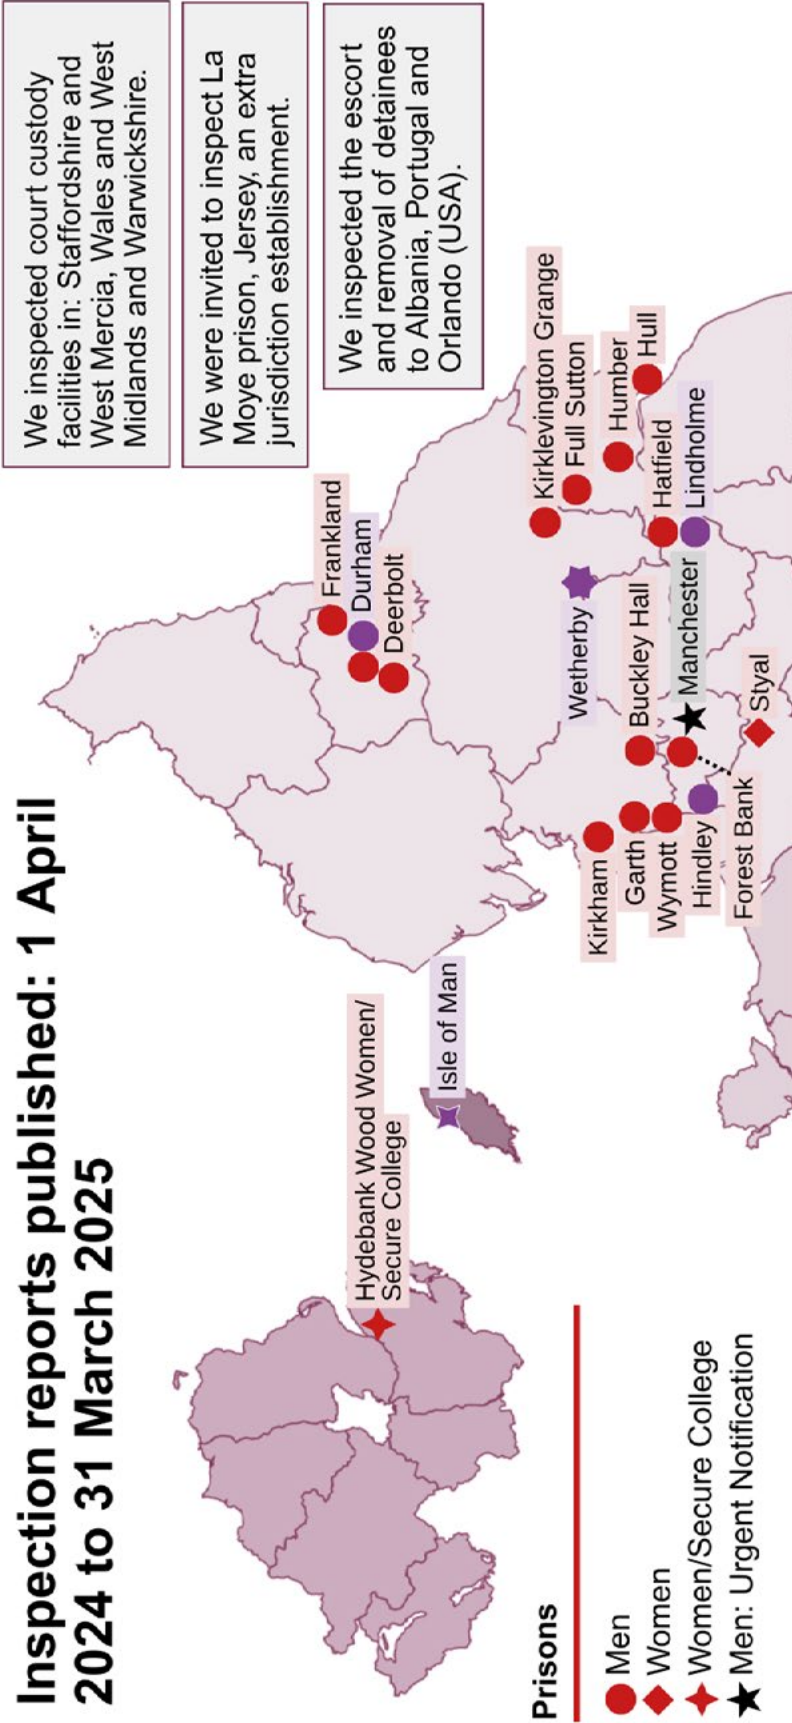 Inspection reports published: 1 April
2024 to 31 March 2025
We inspected court custody
facilities in: Staffordshire and
West Mercia, Wales and West
Midlands and Warwickshire.
We were invited to inspect La
Moye prison, Jersey, an extra
jurisdiction establishment.
We inspected the escort
and removal of detainees
to Albania, Portugal and
Orlando (USA).
Frankland
Durham
Deerbolt
Hydebank Wood Women/
Secure College
Isle of Man
Kirklevington Grange
Full Sutton
Wetherby
Humber
Hull
Kirkham
Garth
Buckley Hall
Hatfield
Wymott
Manchester
Lindholme
Hindley
Forest Bank
Styal
Prisons
Men
Women
Women/Secure College
Men: Urgent Notification